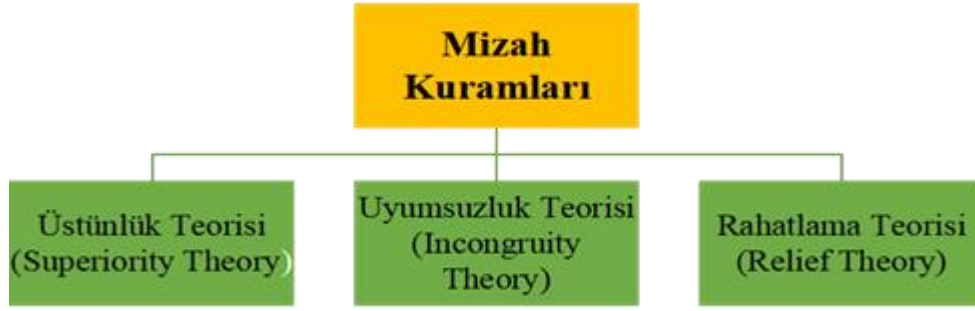 Mizah
Kuramları
Üstünlük Teorisi
(Superiority Theory)
Uyumsuzluk Teorisi
(Incongruity
Theory)
Rahatlama Teorisi
(Relief Theory)